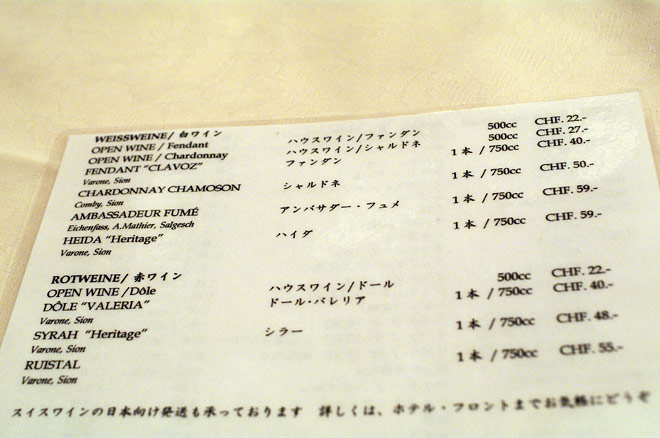 WEISSWEINE/ 白ワイン
OPEN WINE / Fendant ハウスワイン/ファンダン 500cc CHF. 22.-
OPEN WINE / Chardonnay ハウスワイン/シャルドネ 500cc CHF. 27.-
FENDANT "CLAVOZ" ファンダン 1本 / 750cc CHF. 40.-
Varone, Sion
CHARDONNAY CHAMOSON シャルドネ 1本 / 750cc CHF. 50.-
Comby, Sion
AMBASSADEUR FUMÉ アンバサダー・フュメ 1本 / 750cc CHF. 59.-
Eichenfass, A.Mathier, Salgesch
HEIDA "Heritage" ハイダ 1本 / 750cc CHF. 59.-
Varone, Sion
ROTWEINE/ 赤ワイン
OPEN WINE /Dôle ハウスワイン/ドール 500cc CHF. 22.-
DÔLE "VALERIA" ドール・バレリア 1本 / 750cc CHF. 40.-
Varone, Sion
SYRAH "Heritage" シラー 1本 / 750cc CHF. 48.-
Varone, Sion
RUISTAL 1本 / 750cc CHF. 55.-
Varone, Sion
スイスワインの日本向け発送も承っております 詳しくは、ホテル・フロントまでお気軽にどうぞ